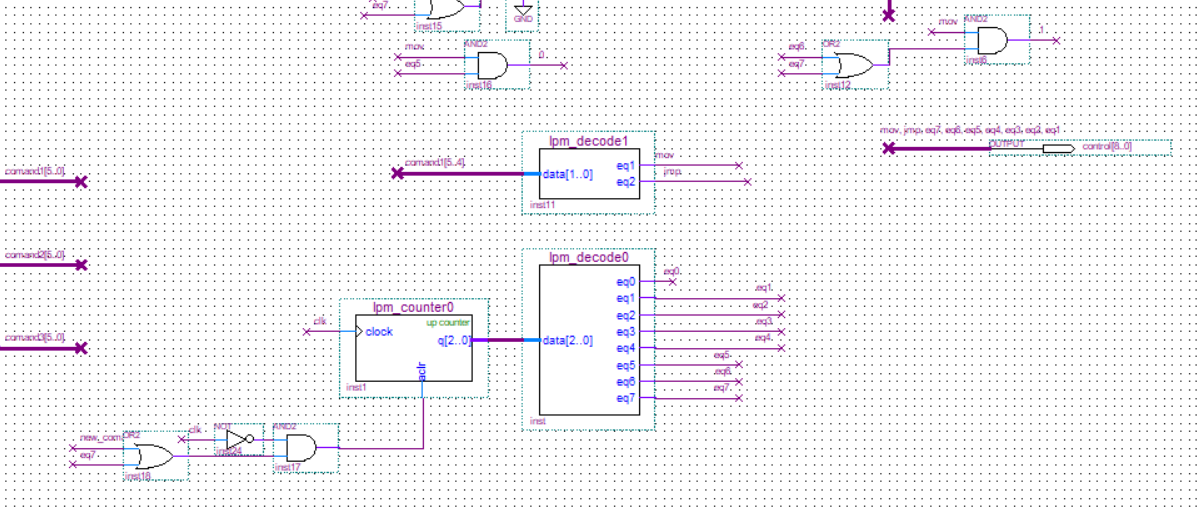 eq7
inst15
GND
mov
AND2
1
inst6
mov
AND2
0
eq5
inst16
eq6
OR2
eq7
inst12
mov, jmp, eq7, eq6, eq5, eq4, eq3, eq2, eq1
OUTPUT
control[8..0]
lpm_decode1
comand1[5..4]
data[1..0]
eq1
mov
eq2
jmp
inst11
comand1[5..0]
comand2[5..0]
comand3[5..0]
lpm_decode0
eq0
eq0
eq1
eq1
eq2
eq2
data[2..0]
eq3
eq3
eq4
eq4
eq5
eq5
eq6
eq6
eq7
eq7
inst
lpm_counter0
up counter
clk
clock
q[2..0]
aclr
inst1
new_com
OR2
eq7
inst18
clk
NOT
inst24
AND2
inst17